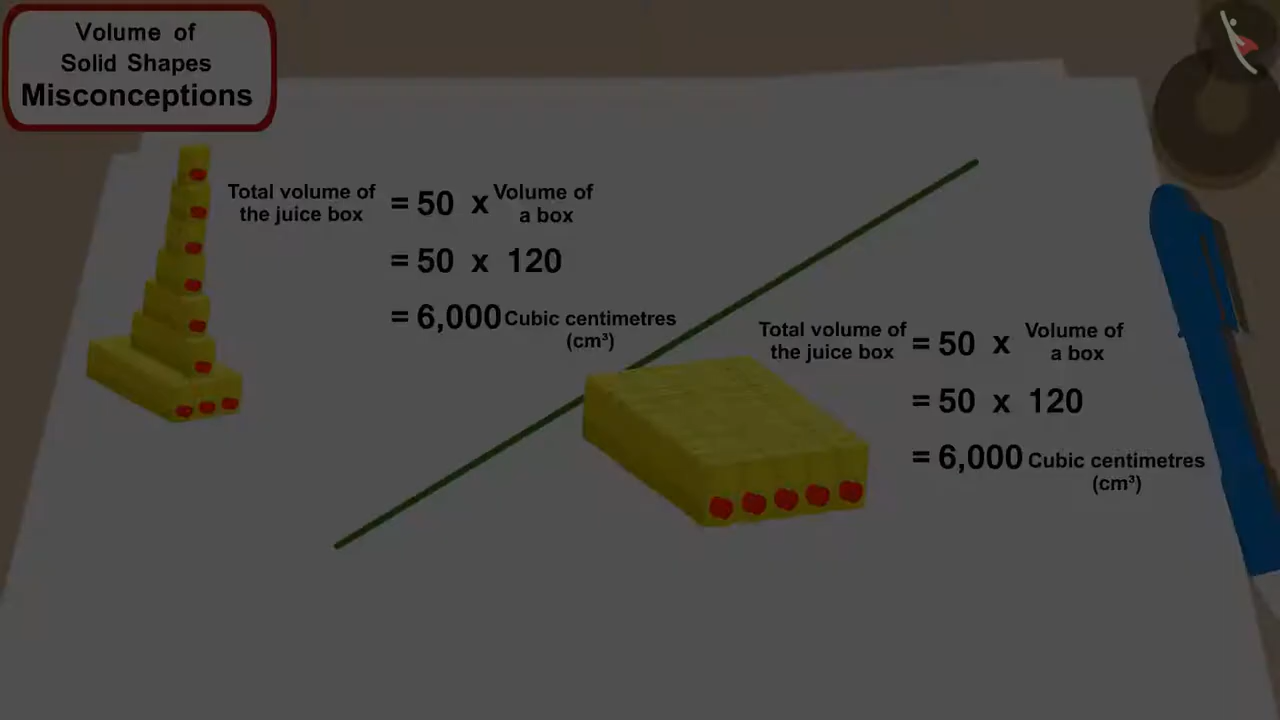 Volume of
Solid Shapes
Misconceptions
Total volume of
the juice box
= 50 x Volume of
a box
= 50 x 120
= 6,000 Cubic centimetres
(cm³)
Total volume of
the juice box
= 50 x Volume of
a box
= 50 x 120
= 6,000 Cubic centimetres
(cm³)